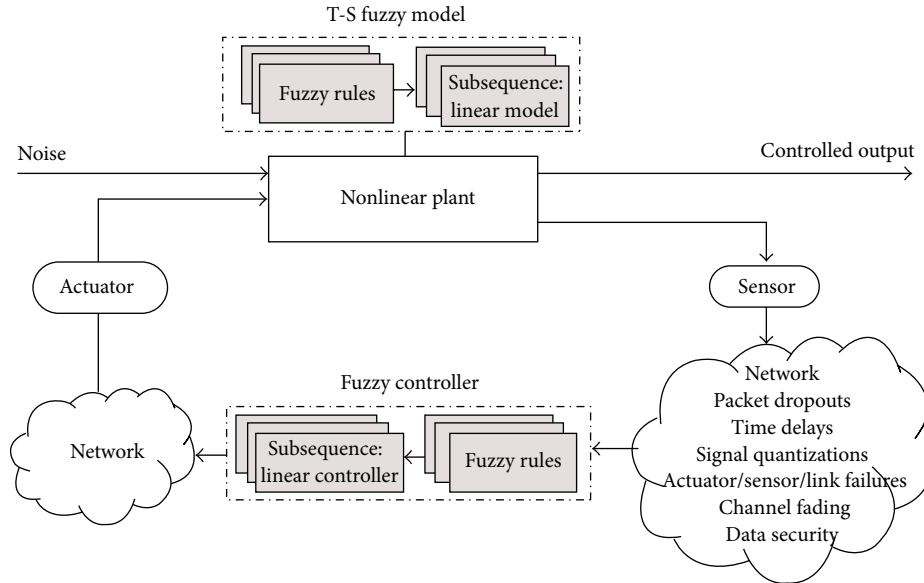 T-S fuzzy model
Fuzzy rules
Subsequence:
linear model
Noise
Controlled output
Nonlinear plant
Actuator
Sensor
Fuzzy controller
Network
Subsequence:
linear controller
Fuzzy rules
Network
Packet dropouts
Time delays
Signal quantizations
Actuator/sensor/link failures
Channel fading
Data security